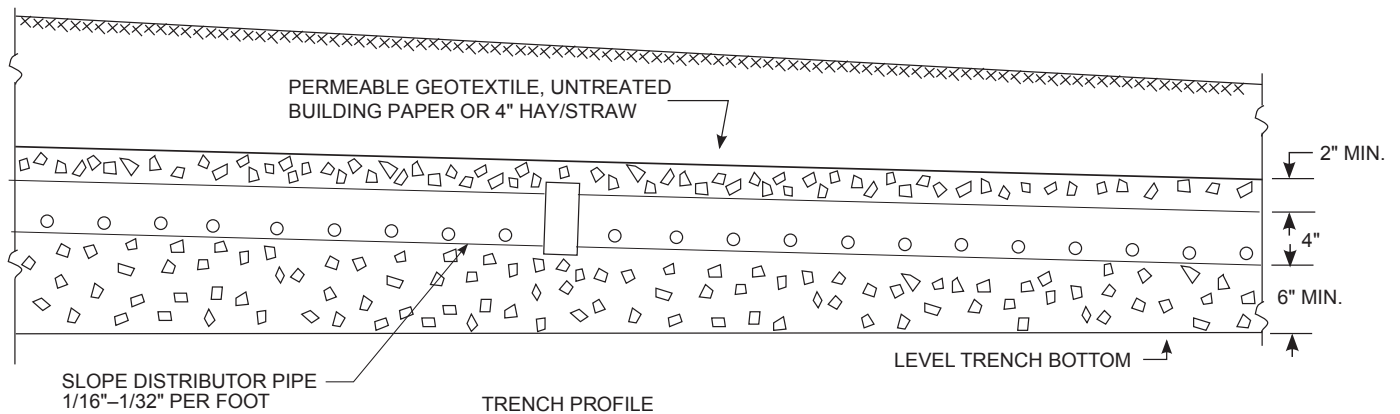 PERMEABLE GEOTEXTILE, UNTREATED
BUILDING PAPER OR 4" HAY/STRAW
2" MIN.
4"
6" MIN.
LEVEL TRENCH BOTTOM
SLOPE DISTRIBUTOR PIPE
1/16"–1/32" PER FOOT
TRENCH PROFILE